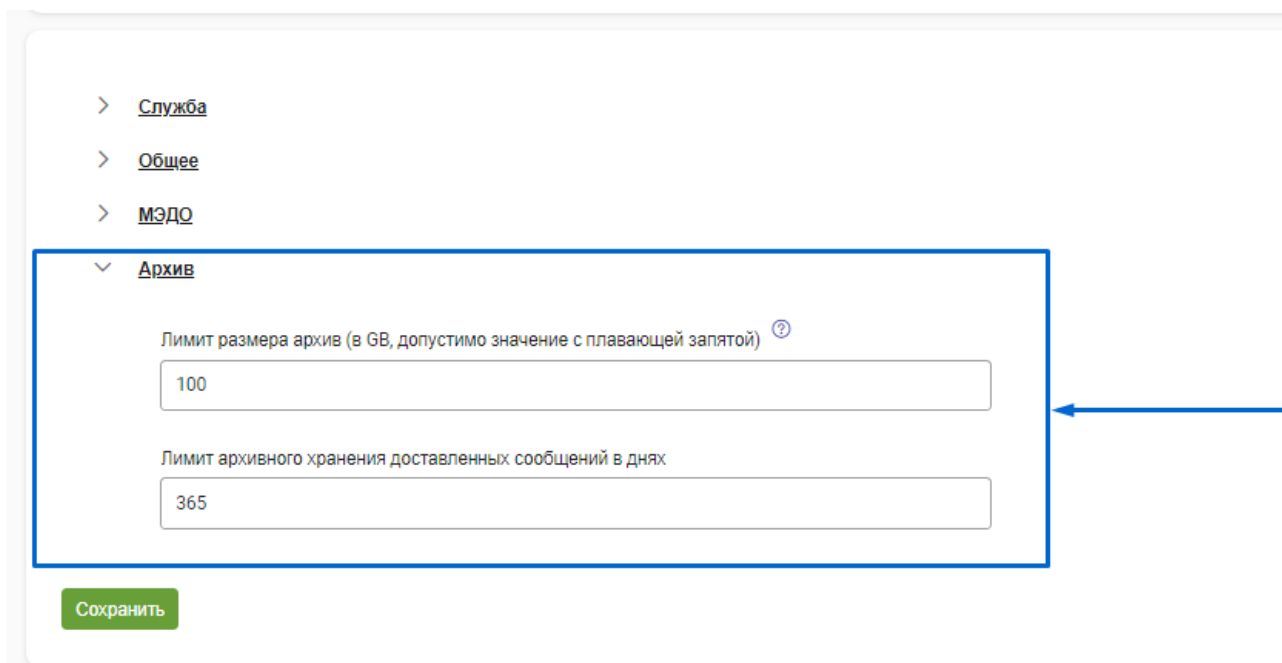 Служба
Общее
МЭДО
Архив
Лимит размера архив (в GB, допустимо значение с плавающей запятой) ?
100
Лимит архивного хранения доставленных сообщений в днях
365
Сохранить